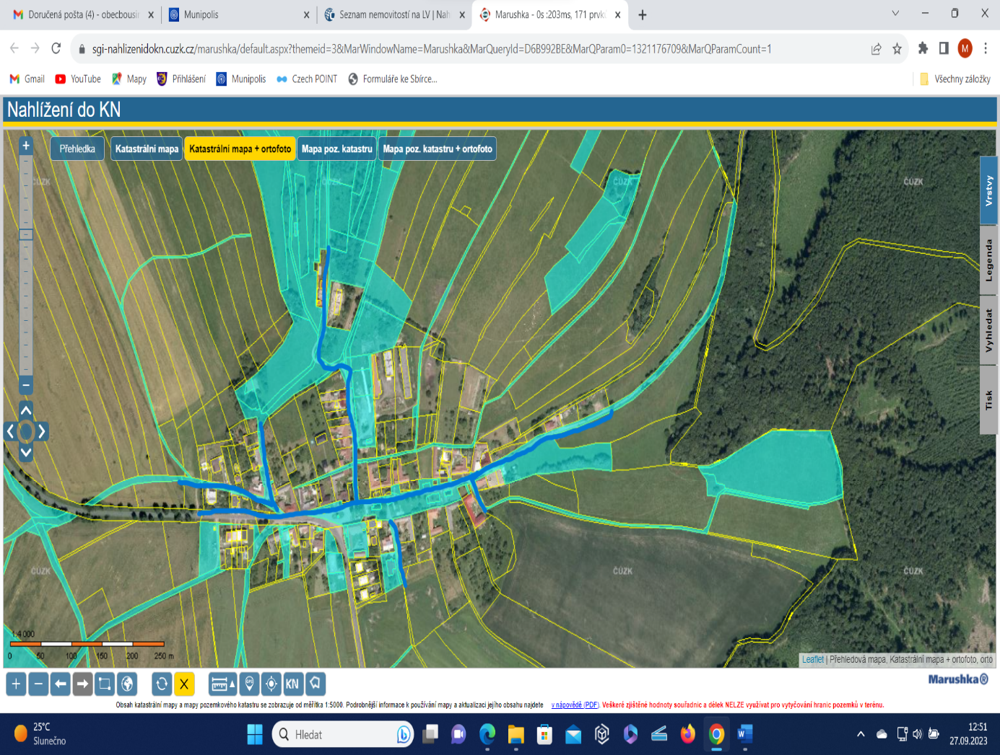 Doručená pošta (4) - obecbousin
Munipolis
Seznam nemovitostí na LV | Nah
Marushka - 0s :203ms, 171 prvk
sgi-nahlizenidokn.cuzk.cz/marushka/default.aspx?themeid=3&MarWindowName=Marushka&MarQueryId=D6B992BE&MarQParam0=1321176709&MarQParamCount=1
M
Gmail
YouTube
Mapy
Přihlášení
Munipolis
Czech POINT
Formuláře ke Sbírce...
Všechny záložky
Nahlížení do KN
Přehledka
Katastrální mapa
Katastrální mapa + ortofoto
Mapa poz. katastru
Mapa poz. katastru + ortofoto
ČÚZK
ČÚZK
ČÚZK
ČÚZK
Vrstvy
Legenda
Vyhledat
Tisk
ČÚZK
ČÚZK
ČÚZK
1:4 000
0 50 100 150 200 250 m
Leaflet | Přehledová mapa, Katastrální mapa + ortofoto, orto
GPS
KN
Marushka®
Obsah katastrální mapy a mapy pozemkového katastru se zobrazuje od měřítka 1:5000. Podrobnější informace k používání mapy a aktualizaci jejího obsahu najdete v nápovědě (PDF). Veškeré zjištěné hodnoty souřadnic a délek NELZE využívat pro vytyčování hranic pozemků v terénu.
25°C
Slunečno
Hledat
12:51
27.09.2023